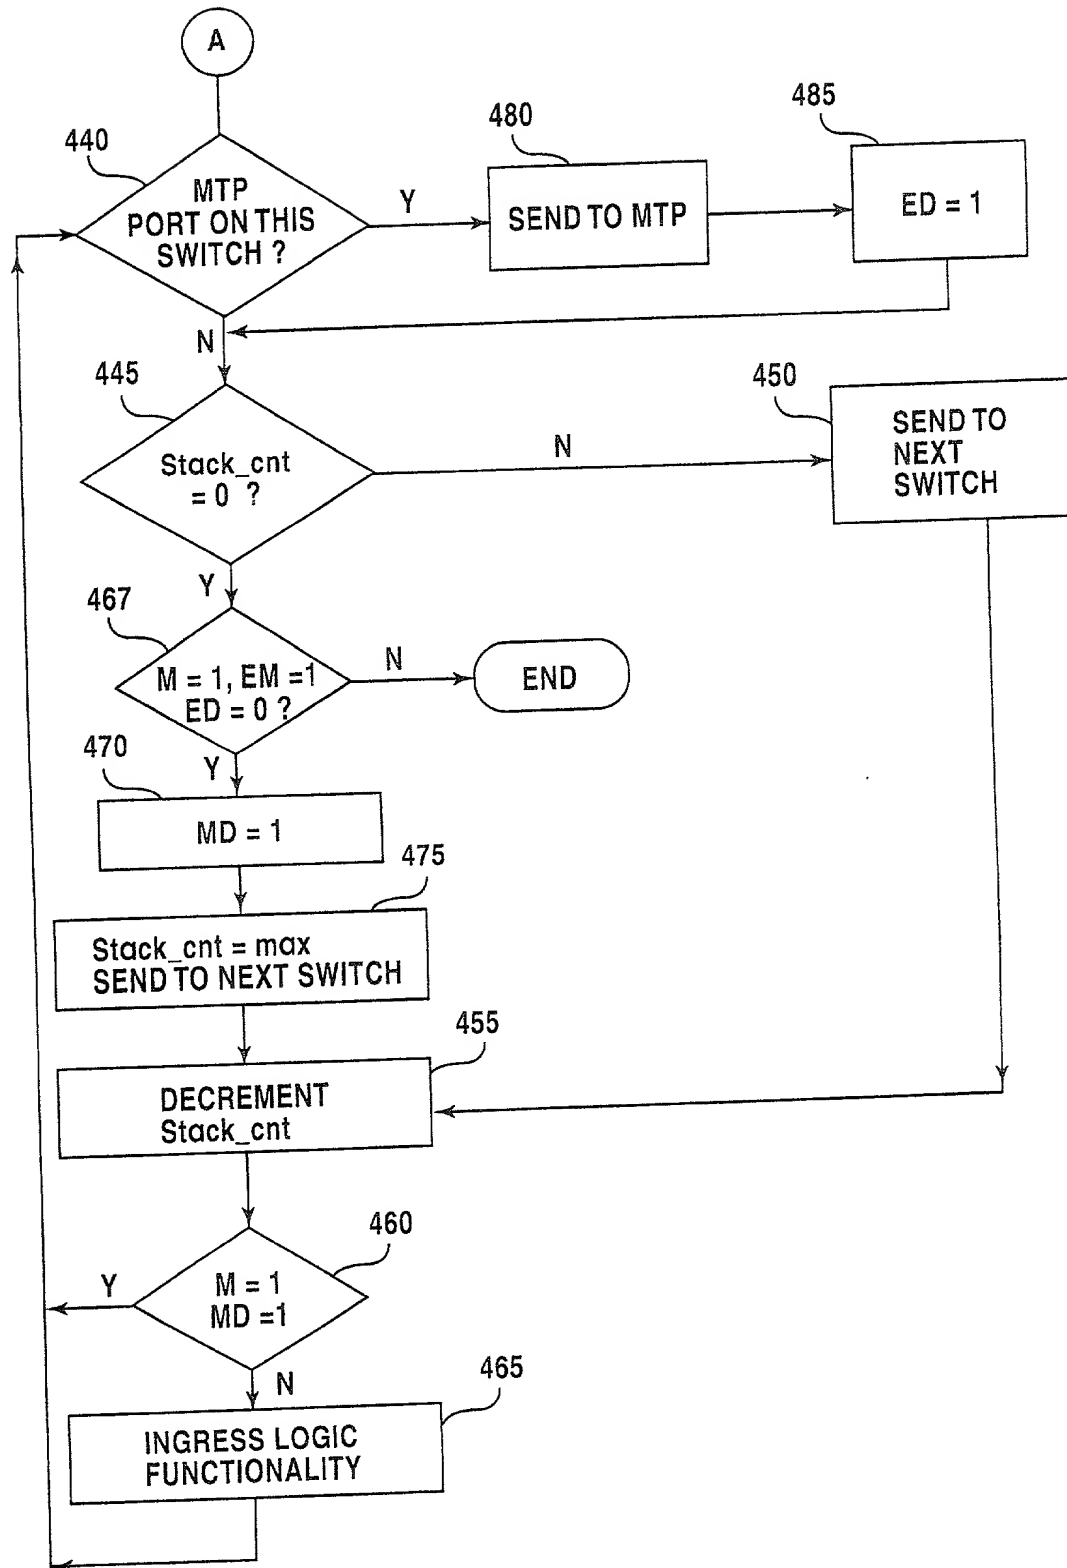 A
440
MTP
PORT ON THIS
SWITCH ?
Y
480
SEND TO MTP
485
ED = 1
N
445
Stack_cnt
= 0 ?
N
450
SEND TO
NEXT
SWITCH
Y
467
M = 1, EM =1
ED = 0 ?
N
END
Y
470
MD = 1
475
Stack_cnt = max
SEND TO NEXT SWITCH
455
DECREMENT
Stack_cnt
460
M = 1
MD =1
Y
N
465
INGRESS LOGIC
FUNCTIONALITY